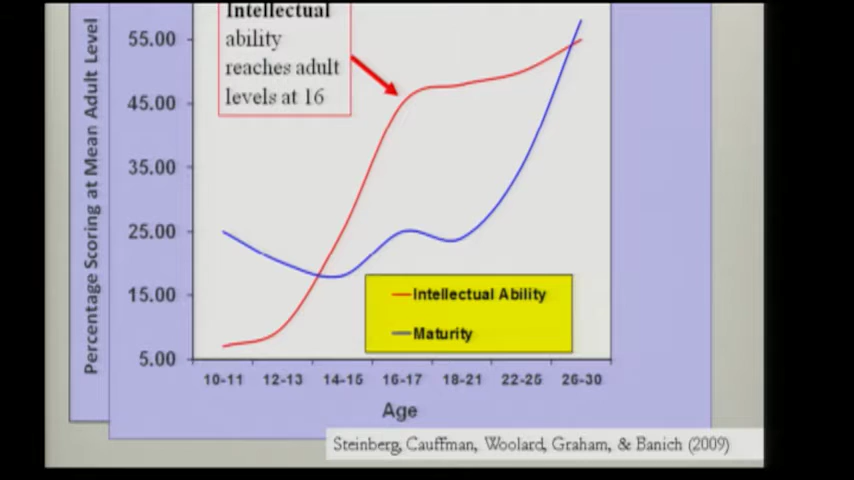 Intellectual
ability
reaches adult
levels at 16
Percentage Scoring at Mean Adult Level
55.00
45.00
35.00
25.00
15.00
5.00
Intellectual Ability
Maturity
10-11 12-13 14-15 16-17 18-21 22-25 26-30
Age
Steinberg, Cauffman, Woolard, Graham, & Banich (2009)